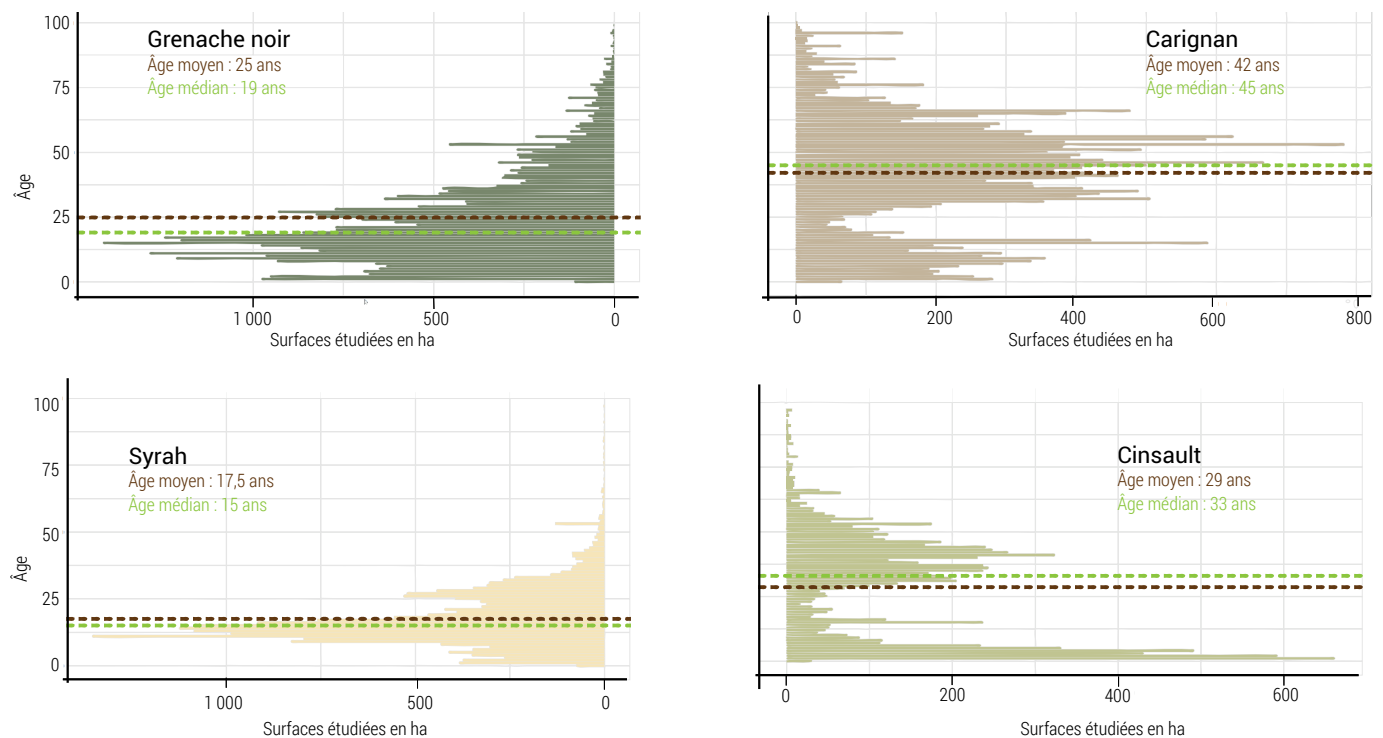 Grenache noir
Âge moyen : 25 ans
Âge médian : 19 ans
100
75
50
25
0
Âge
1 000
500
0
Surfaces étudiées en ha
Carignan
Âge moyen : 42 ans
Âge médian : 45 ans
0
200
400
600
800
Surfaces étudiées en ha
Syrah
Âge moyen : 17,5 ans
Âge médian : 15 ans
100
75
50
25
0
Âge
1 000
500
0
Surfaces étudiées en ha
Cinsault
Âge moyen : 29 ans
Âge médian : 33 ans
0
200
400
600
Surfaces étudiées en ha